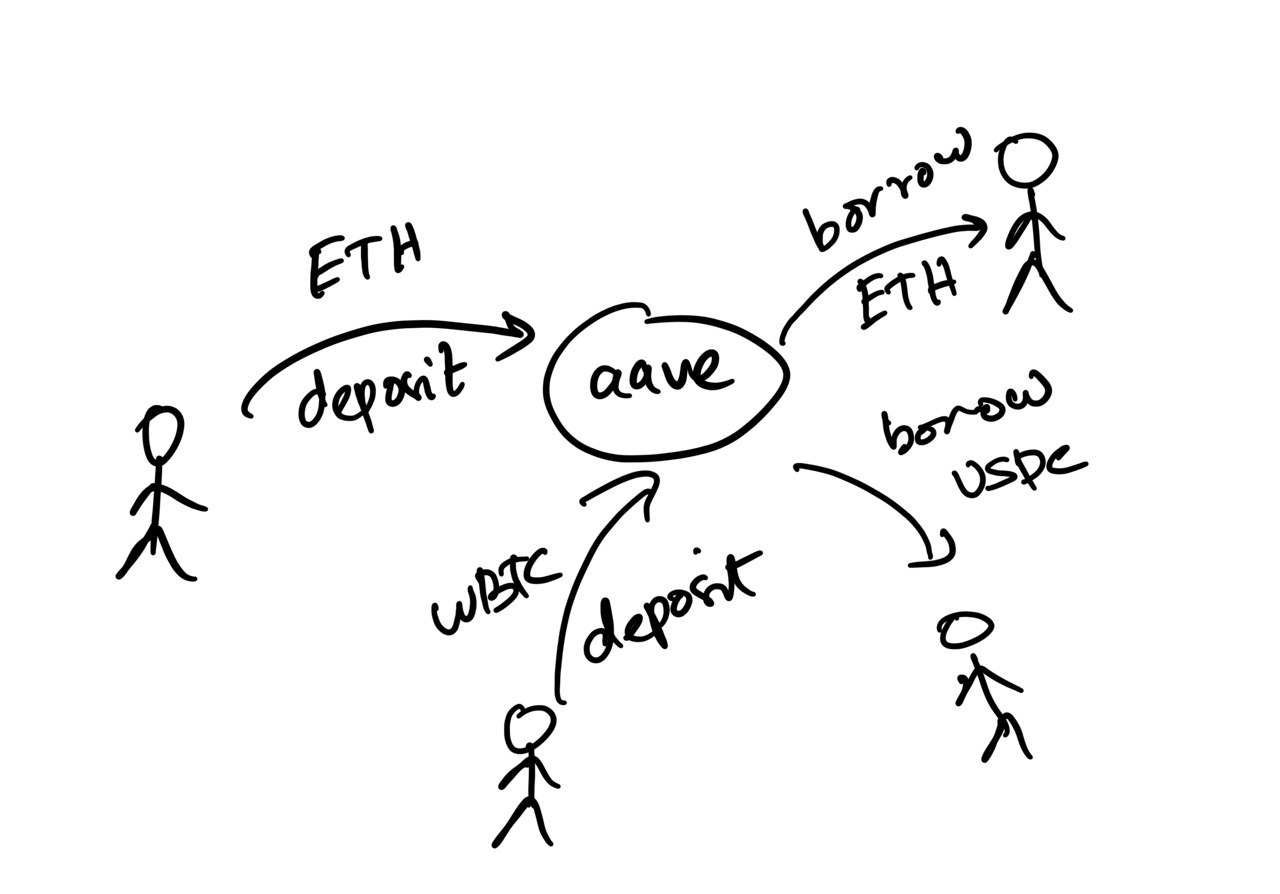 ETH
deposit
aave
borrow
ETH
borrow
USDC
WBTC
deposit